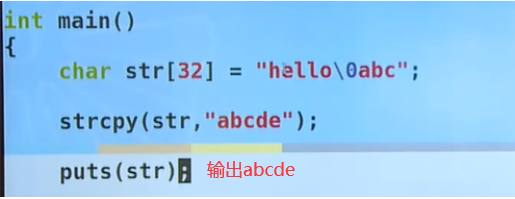 int main()
{
char str[32] = "hello\0abc";
strcpy(str,"abcde");
puts(str); 输出abcde